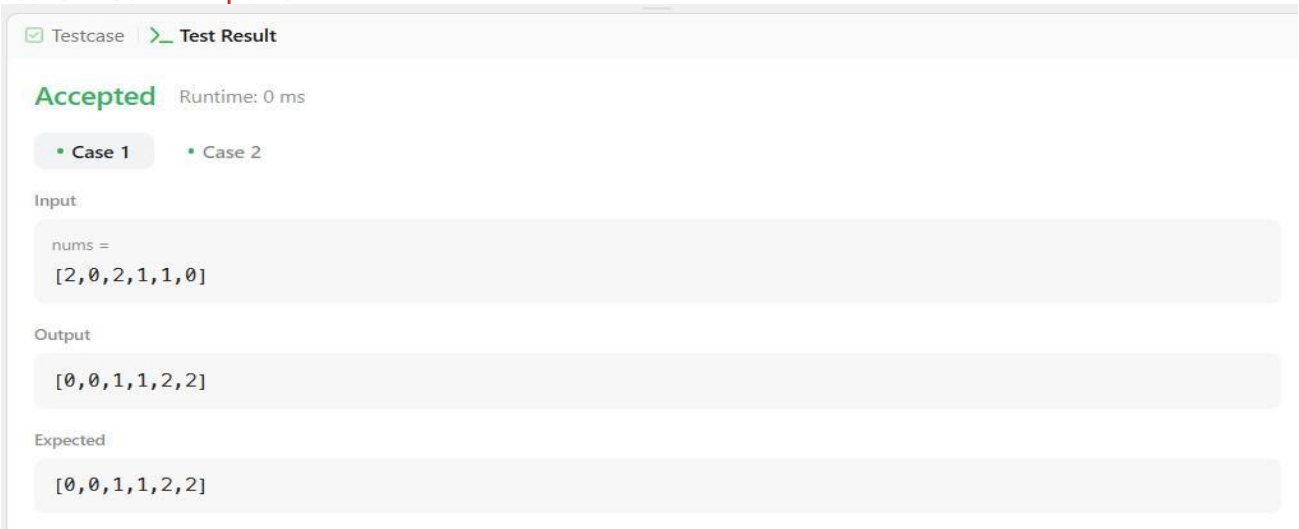 Testcase >_ Test Result
Accepted Runtime: 0 ms
• Case 1 • Case 2
Input
nums =
[2,0,2,1,1,0]
Output
[0,0,1,1,2,2]
Expected
[0,0,1,1,2,2]